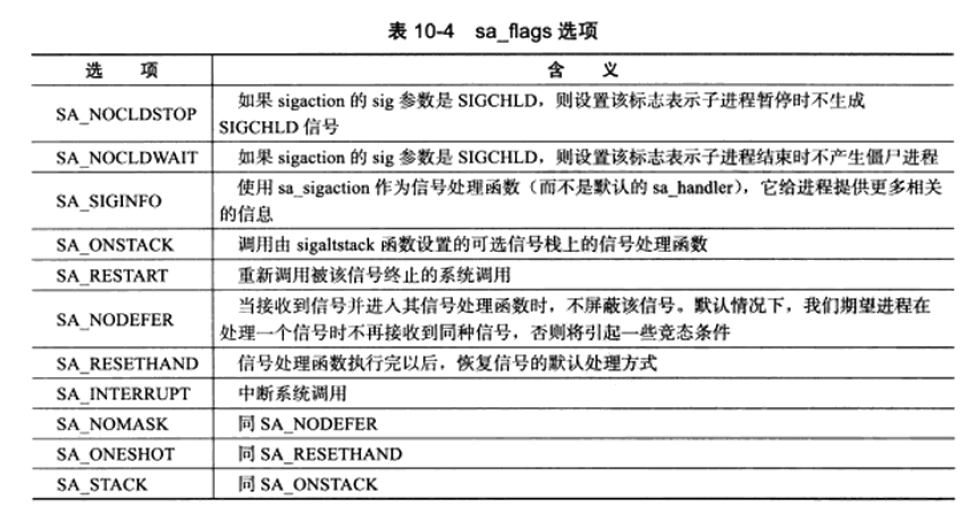 表 10-4 sa_flags 选项
选 项 含 义
SA_NOCLDSTOP 如果 sigaction 的 sig 参数是 SIGCHLD，则设置该标志表示子进程暂停时不生成
SIGCHLD 信号
SA_NOCLDWAIT 如果 sigaction 的 sig 参数是 SIGCHLD，则设置该标志表示子进程结束时不产生僵尸进程
SA_SIGINFO 使用 sa_sigaction 作为信号处理函数（而不是默认的 sa_handler），它给进程提供更多相关
的信息
SA_ONSTACK 调用由 sigaltstack 函数设置的可选信号栈上的信号处理函数
SA_RESTART 重新调用被该信号终止的系统调用
SA_NODEFER 当接收到信号并进入其信号处理函数时，不屏蔽该信号。默认情况下，我们期望进程在
处理一个信号时不再接收到同种信号，否则将引起一些竞态条件
SA_RESETHAND 信号处理函数执行完以后，恢复信号的默认处理方式
SA_INTERRUPT 中断系统调用
SA_NOMASK 同 SA_NODEFER
SA_ONESHOT 同 SA_RESETHAND
SA_STACK 同 SA_ONSTACK